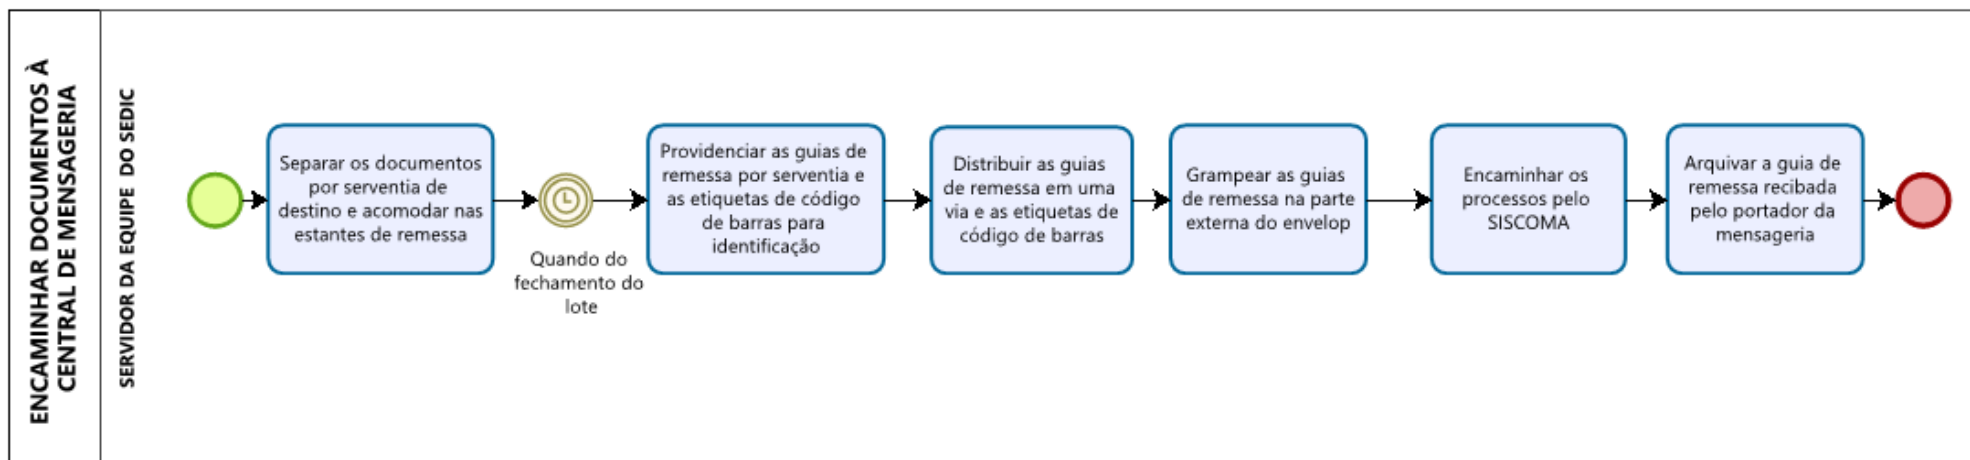 ENCAMINHAR DOCUMENTOS À
CENTRAL DE MENSAGERIA
SERVIDOR DA EQUIPE DO SEDIC
Separar os documentos
por serventia de
destino e acomodar nas
estantes de remessa
Quando do
fechamento do
lote
Providenciar as guias de
remessa por serventia e
as etiquetas de código
de barras para
identificação
Distribuir as guias
de remessa em uma
via e as etiquetas de
código de barras
Grampear as guias
de remessa na parte
externa do envelop
Encaminhar os
processos pelo
SISCOMA
Arquivar a guia de
remessa recibada
pelo portador da
mensageria